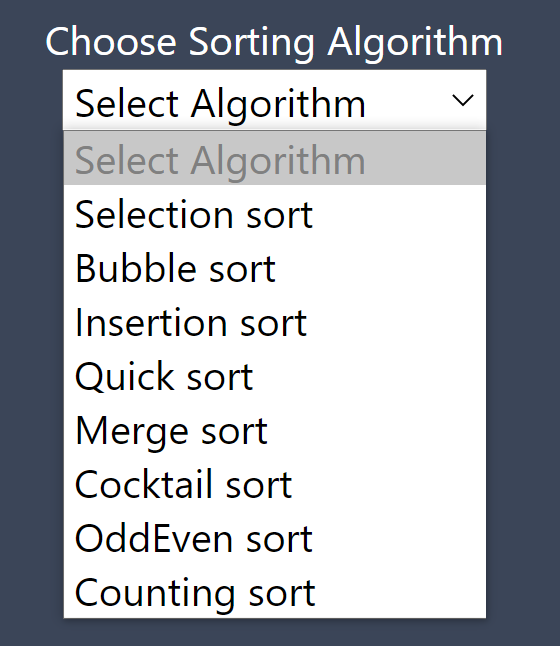 Choose Sorting Algorithm
Select Algorithm
Select Algorithm
Selection sort
Bubble sort
Insertion sort
Quick sort
Merge sort
Cocktail sort
OddEven sort
Counting sort